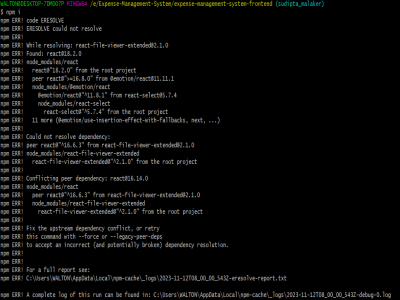 WALTON@DESKTOP-7DMOO7P MINGW64 /e/Expense-Management-System/expense-management-system-frontend (sudipta_malaker)
$ npm i
npm ERR! code ERESOLVE
npm ERR! ERESOLVE could not resolve
npm ERR!
npm ERR! While resolving: react-file-viewer-extended@2.1.0
npm ERR! Found: react@18.2.0
npm ERR! node_modules/react
npm ERR!   react@"18.2.0" from the root project
npm ERR!   peer react@">=16.8.0" from @emotion/react@11.11.1
npm ERR!   node_modules/@emotion/react
npm ERR!     @emotion/react@"^11.8.1" from react-select@5.7.4
npm ERR!     node_modules/react-select
npm ERR!       react-select@"^5.7.4" from the root project
npm ERR!   11 more (@emotion/use-insertion-effect-with-fallbacks, next, ...)
npm ERR!
npm ERR! Could not resolve dependency:
npm ERR! peer react@"^16.6.3" from react-file-viewer-extended@2.1.0
npm ERR! node_modules/react-file-viewer-extended
npm ERR!   react-file-viewer-extended@"^2.1.0" from the root project
npm ERR!
npm ERR! Conflicting peer dependency: react@16.14.0
npm ERR! node_modules/react
npm ERR!   peer react@"^16.6.3" from react-file-viewer-extended@2.1.0
npm ERR!   node_modules/react-file-viewer-extended
npm ERR!     react-file-viewer-extended@"^2.1.0" from the root project
npm ERR!
npm ERR! Fix the upstream dependency conflict, or retry
npm ERR! this command with --force or --legacy-peer-deps
npm ERR! to accept an incorrect (and potentially broken) dependency resolution.
npm ERR!
npm ERR!
npm ERR! For a full report see:
npm ERR! C:\Users\WALTON\AppData\Local\npm-cache\_logs\2023-11-12T08_00_00_543Z-eresolve-report.txt

npm ERR! A complete log of this run can be found in: C:\Users\WALTON\AppData\Local\npm-cache\_logs\2023-11-12T08_00_00_543Z-debug-0.log